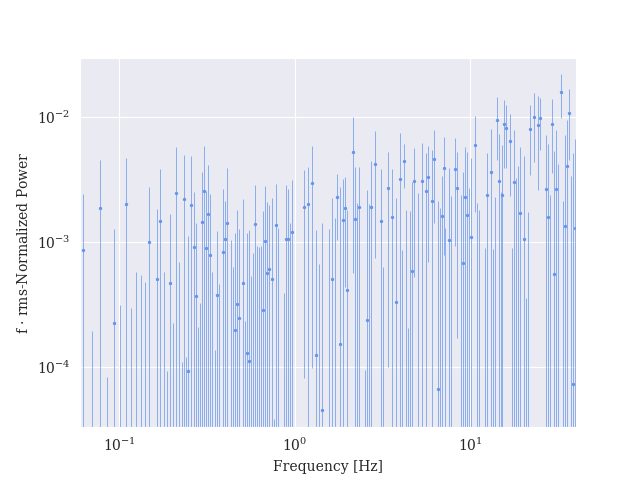 f · rms-Normalized Power
10⁻²
10⁻³
10⁻⁴
10⁻¹ 10⁰ 10¹
Frequency [Hz]